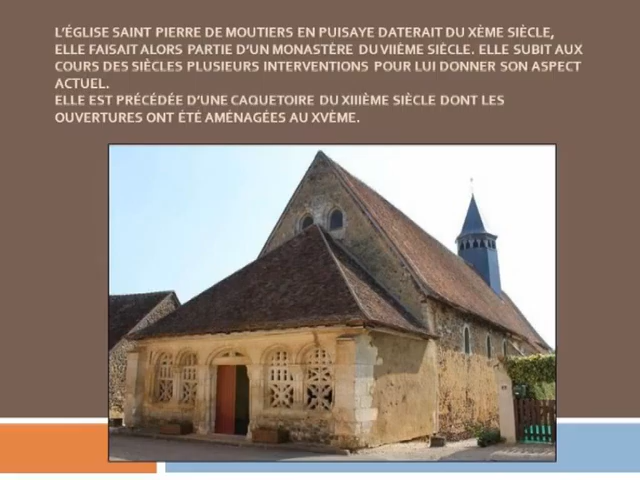 L'ÉGLISE SAINT PIERRE DE MOUTIERS EN PUISAYE DATERAIT DU XÈME SIÈCLE,
ELLE FAISAIT ALORS PARTIE D'UN MONASTÉRE DU VIIÈME SIÈCLE. ELLE SUBIT AUX
COURS DES SIÈCLES PLUSIEURS INTERVENTIONS POUR LUI DONNER SON ASPECT
ACTUEL.
ELLE EST PRÉCÉDÉE D'UNE CAQUETOIRE DU XIIIÈME SIÈCLE DONT LES
OUVERTURES ONT ÉTÉ AMÉNAGÉES AU XVÈME.